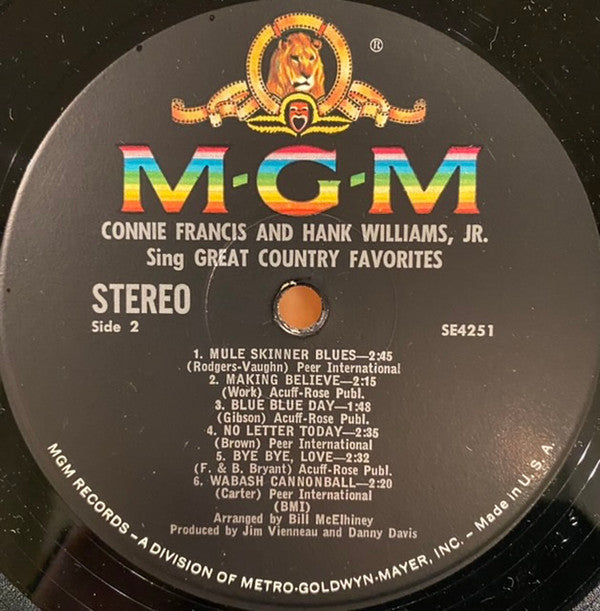 ®
M-G-M
CONNIE FRANCIS AND HANK WILLIAMS, JR.
Sing GREAT COUNTRY FAVORITES
STEREO
Side 2
SE4251
1. MULE SKINNER BLUES—2:45
(Rodgers-Vaughn) Peer International
2. MAKING BELIEVE—2:15
(Work) Acuff-Rose Publ.
3. BLUE BLUE DAY—1:48
(Gibson) Acuff-Rose Publ.
4. NO LETTER TODAY—2:35
(Brown) Peer International
5. BYE BYE, LOVE—2:32
(F. & B. Bryant) Acuff-Rose Publ.
6. WABASH CANNONBALL—2:20
(Carter) Peer International
(BMI)
Arranged by Bill McElhiney
Produced by Jim Vienneau and Danny Davis
MGM RECORDS – A DIVISION OF METRO-GOLDWYN-MAYER, INC. – Made in U.S.A.